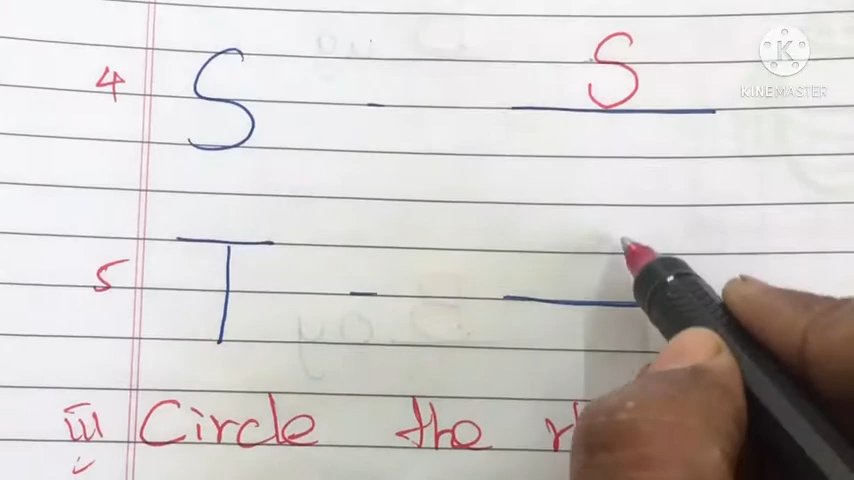 K
KINEMASTER
4 S - s
5 T -
iii Circle the